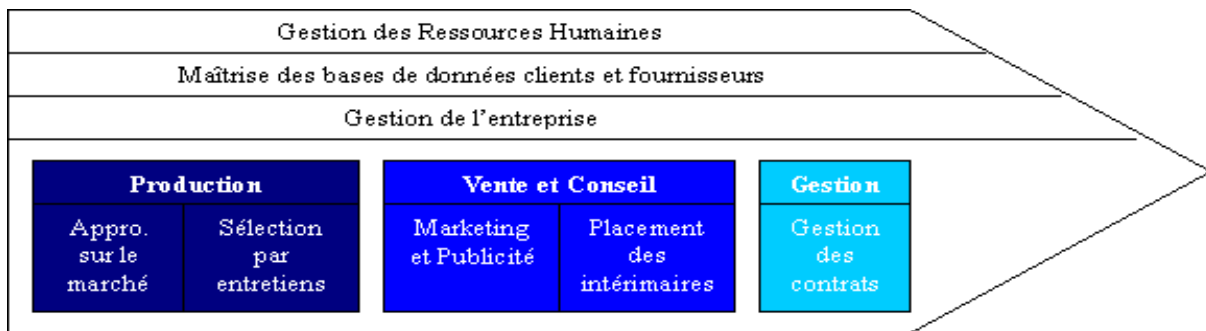 Gestion des Ressources Humaines
Maîtrise des bases de données clients et fournisseurs
Gestion de l'entreprise
Production
Appro.
sur le
marché
Sélection
par
entretiens
Vente et Conseil
Marketing
et Publicité
Placement
des
intérimaires
Gestion
Gestion
des
contrats